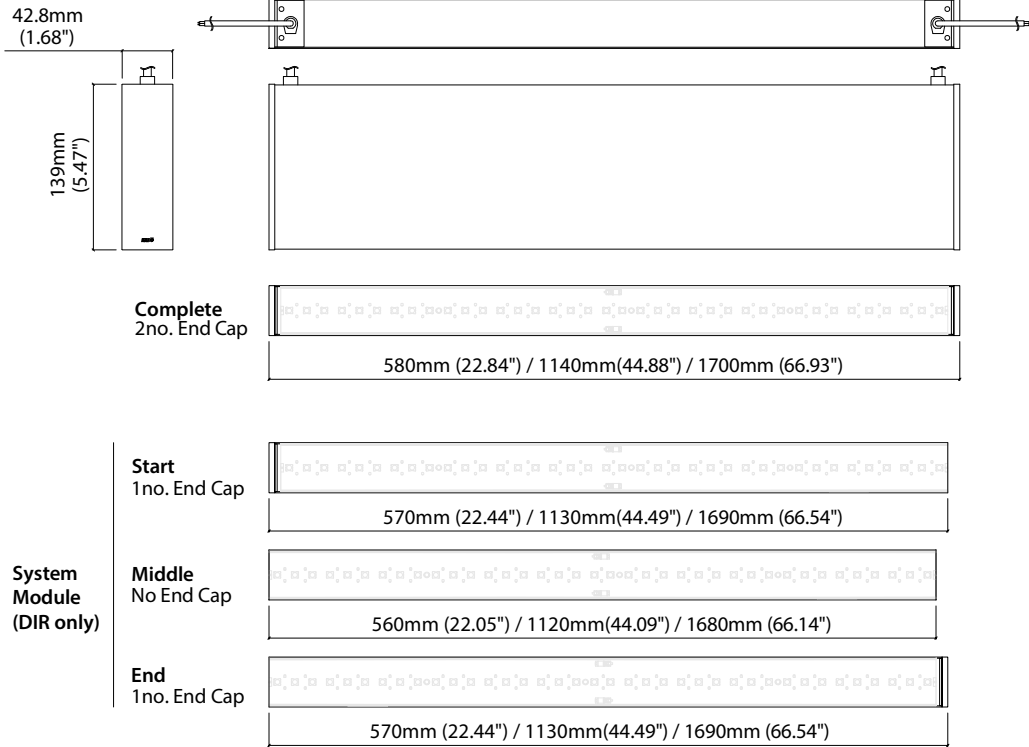 42.8mm
(1.68")
139mm
(5.47")
Complete
2no. End Cap
580mm (22.84") / 1140mm(44.88") / 1700mm (66.93")
Start
1no. End Cap
570mm (22.44") / 1130mm(44.49") / 1690mm (66.54")
System
Module
(DIR only)
Middle
No End Cap
560mm (22.05") / 1120mm(44.09") / 1680mm (66.14")
End
1no. End Cap
570mm (22.44") / 1130mm(44.49") / 1690mm (66.54")